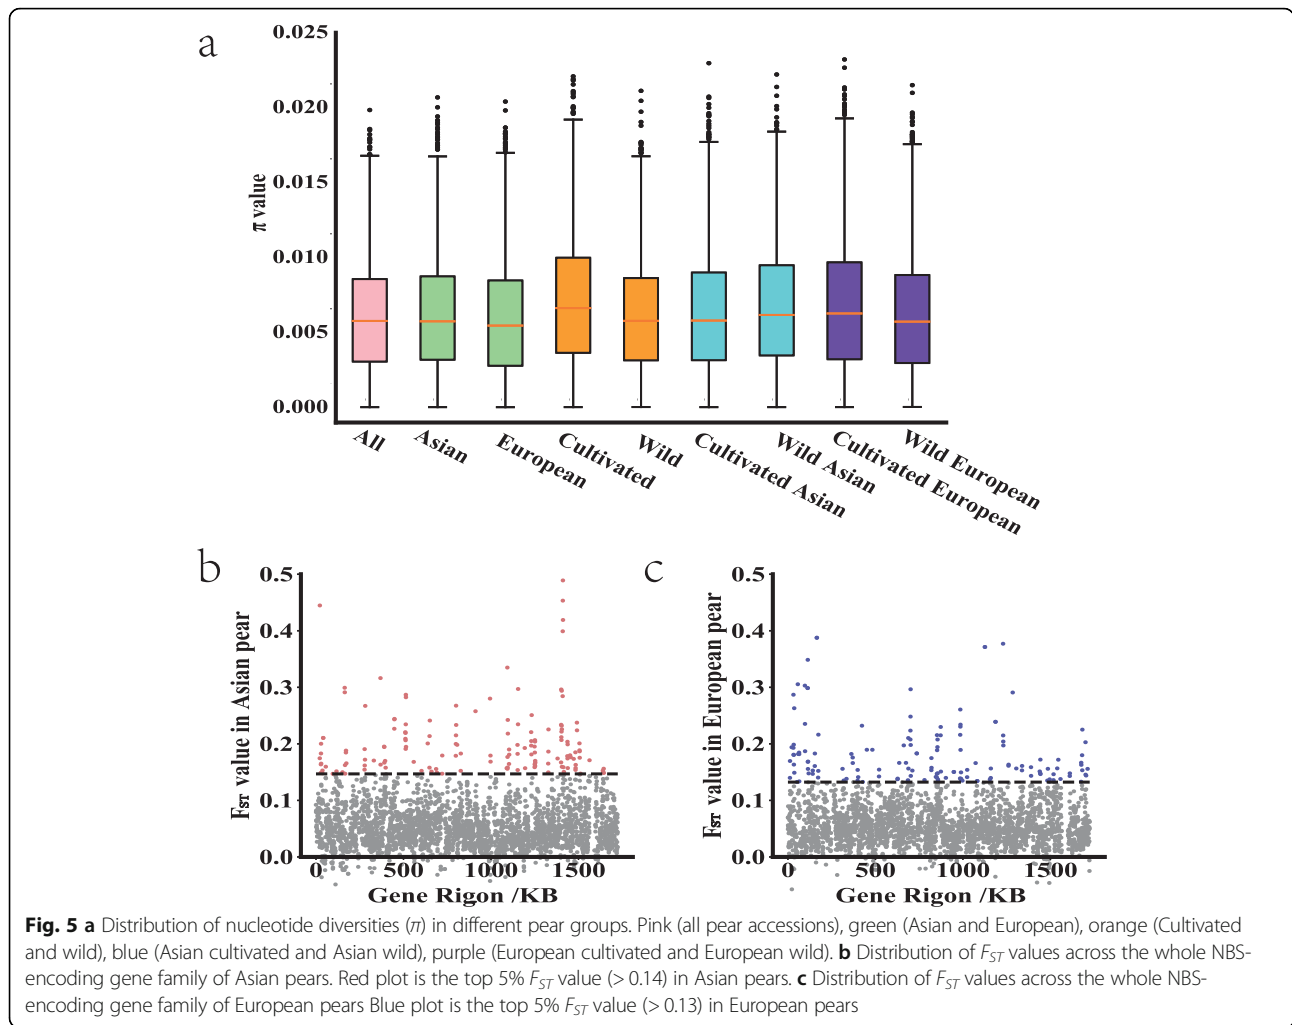 a
0.025
0.020
0.015
0.010
0.005
0.000
π value
All
Asian
European
Cultivated
Wild
Cultivated Asian
Wild Asian
Cultivated European
Wild European
b
0.5
0.4
0.3
0.2
0.1
0.0
FST value in Asian pear
0 500 1000 1500
Gene Rigon /KB
c
0.5
0.4
0.3
0.2
0.1
0.0
FST value in European pear
0 500 1000 1500
Gene Rigon /KB
Fig. 5 a Distribution of nucleotide diversities (π) in different pear groups. Pink (all pear accessions), green (Asian and European), orange (Cultivated
and wild), blue (Asian cultivated and Asian wild), purple (European cultivated and European wild). b Distribution of FST values across the whole NBS-
encoding gene family of Asian pears. Red plot is the top 5% FST value (> 0.14) in Asian pears. c Distribution of FST values across the whole NBS-
encoding gene family of European pears Blue plot is the top 5% FST value (> 0.13) in European pears